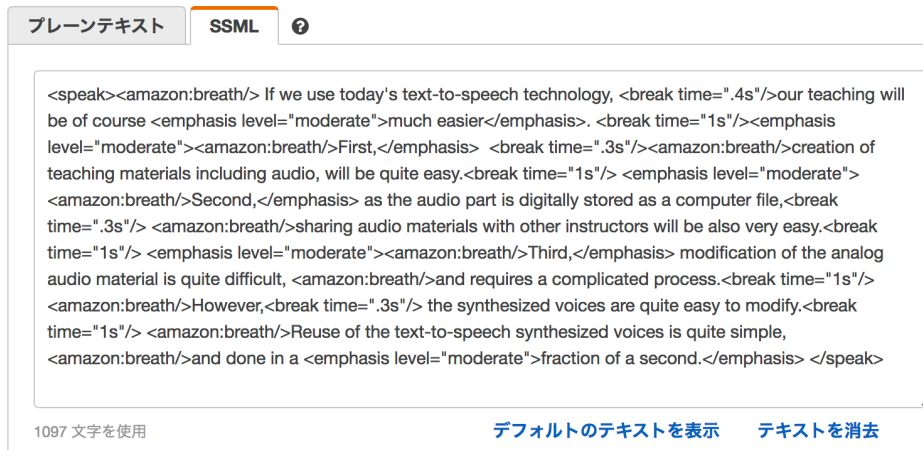 プレーンテキスト SSML ?
<speak><amazon:breath/> If we use today's text-to-speech technology, <break time=".4s"/>our teaching will
be of course <emphasis level="moderate">much easier</emphasis>. <break time="1s"/><emphasis
level="moderate"><amazon:breath/>First,</emphasis>  <break time=".3s"/><amazon:breath/>creation of
teaching materials including audio, will be quite easy.<break time="1s"/> <emphasis level="moderate">
<amazon:breath/>Second,</emphasis> as the audio part is digitally stored as a computer file,<break
time=".3s"/> <amazon:breath/>sharing audio materials with other instructors will be also very easy.<break
time="1s"/> <emphasis level="moderate"><amazon:breath/>Third,</emphasis> modification of the analog
audio material is quite difficult, <amazon:breath/>and requires a complicated process.<break time="1s"/>
<amazon:breath/>However,<break time=".3s"/> the synthesized voices are quite easy to modify.<break
time="1s"/> <amazon:breath/>Reuse of the text-to-speech synthesized voices is quite simple,
<amazon:breath/>and done in a <emphasis level="moderate">fraction of a second.</emphasis> </speak>
1097 文字を使用 デフォルトのテキストを表示 テキストを消去